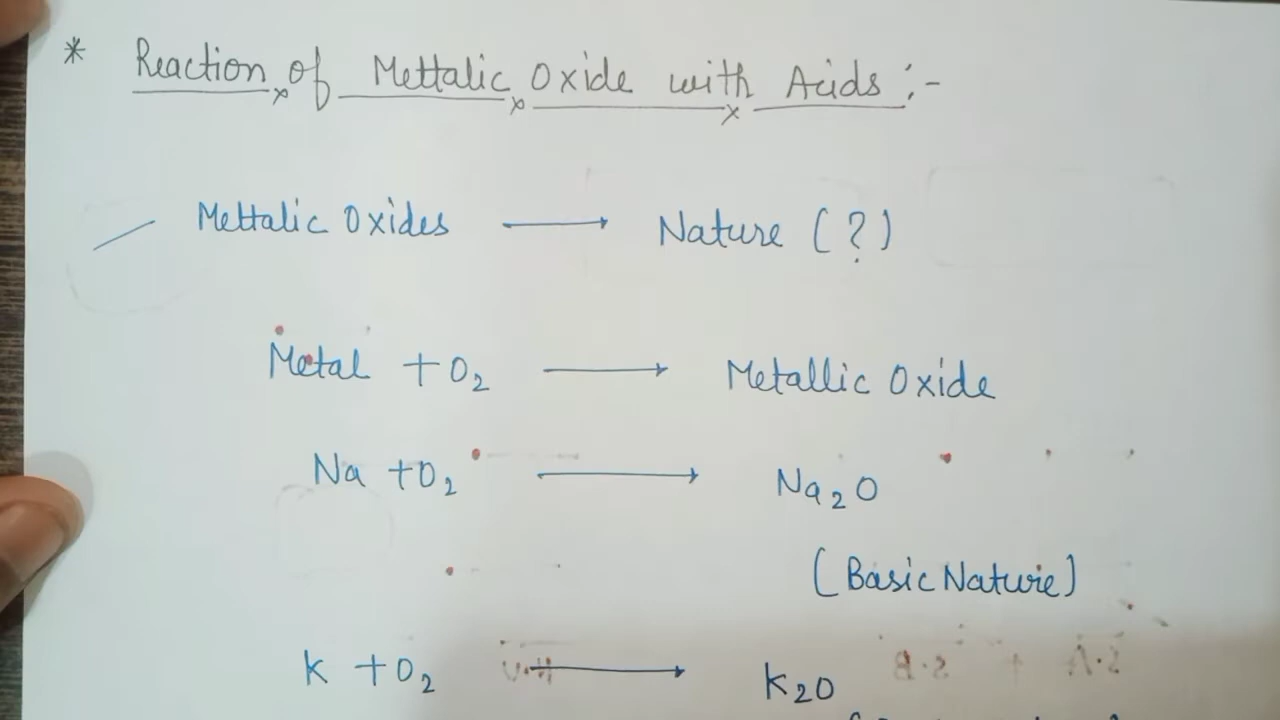 * Reaction of Mettalic Oxide with Acids :-
Mettalic Oxides → Nature (?)
Metal + O₂ → Metallic Oxide
Na + O₂ → Na₂O
(Basic Nature)
K + O₂ → K₂O